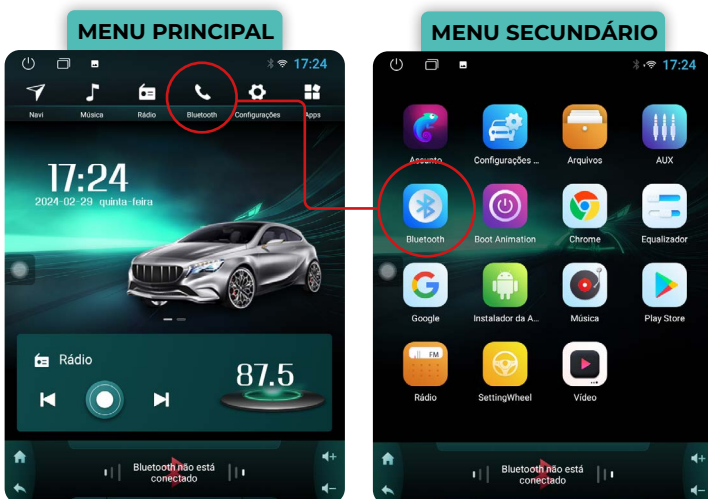 MENU PRINCIPAL
17:24
Navi
Música
Rádio
Bluetooth
Configurações
Apps
17:24
2024-02-29 quinta-feira
Rádio
87.5
Bluetooth não está
conectado
MENU SECUNDÁRIO
17:24
Assunto
Configurações ...
Arquivos
AUX
Bluetooth
Boot Animation
Chrome
Equalizador
Google
Instalador da A...
Música
Play Store
FM
Rádio
SettingWheel
Vídeo
Bluetooth não está
conectado